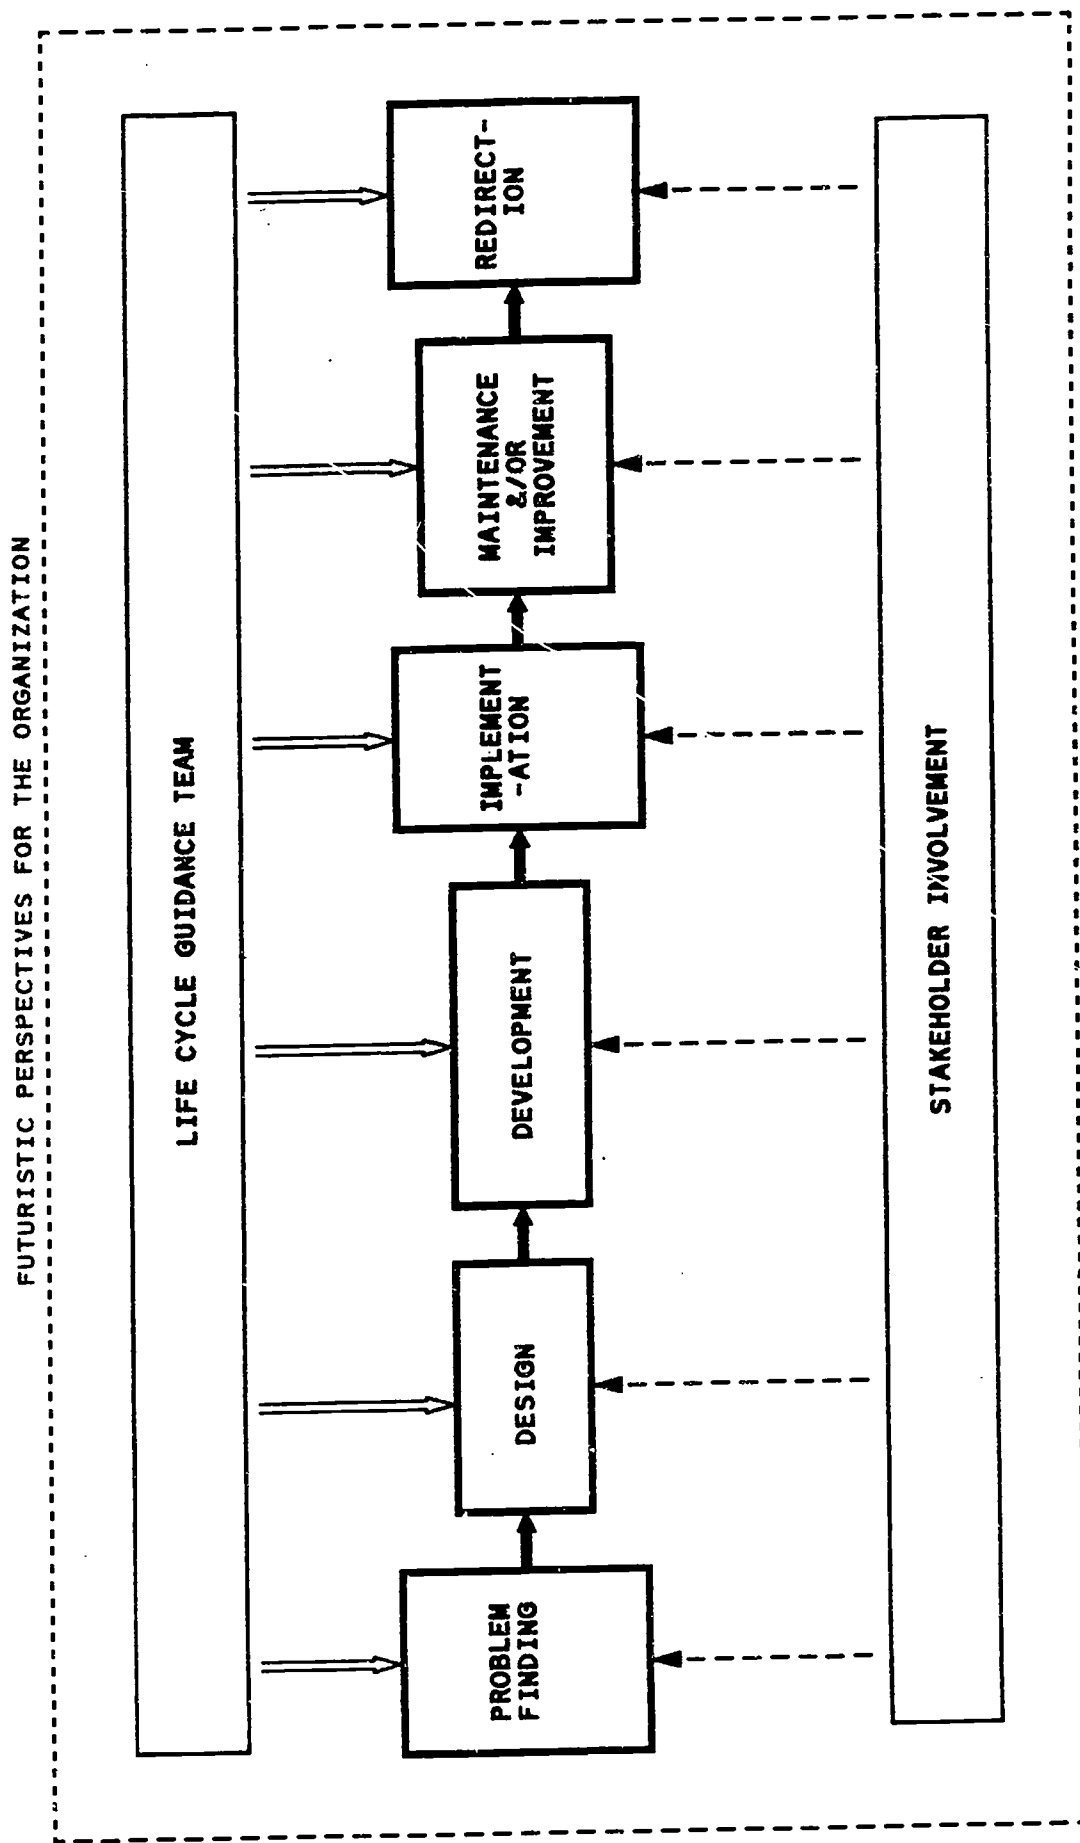 FUTURISTIC PERSPECTIVES FOR THE ORGANIZATION
LIFE CYCLE GUIDANCE TEAM
PROBLEM
FINDING
DESIGN
DEVELOPMENT
IMPLEMENT
-ATION
MAINTENANCE
&/OR
IMPROVEMENT
REDIRECT-
ION
STAKEHOLDER INVOLVEMENT